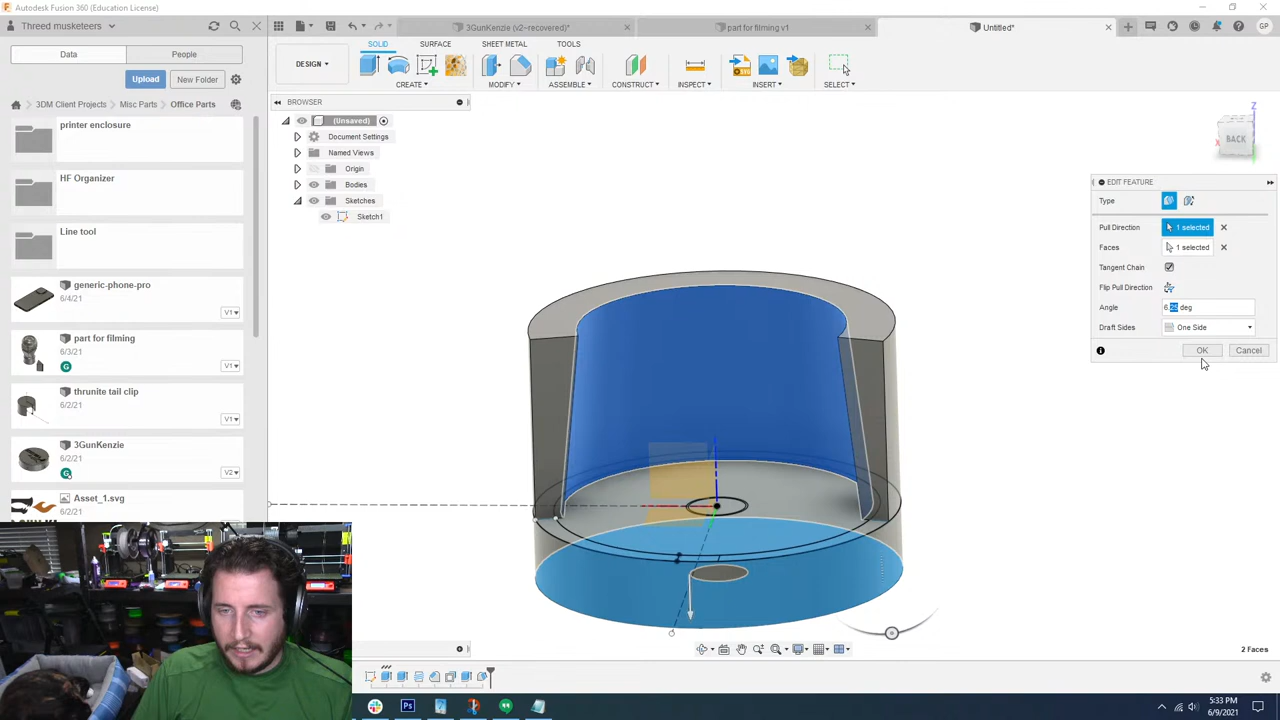 Autodesk Fusion 360 (Education License)
Threed musketeers
3GunKenzie (v2~recovered)*
part for filming v1
Untitled*
GP
Data
People
Upload
New Folder
3DM Client Projects
Misc Parts
Office Parts
printer enclosure
HF Organizer
Line tool
generic-phone-pro
6/4/21
V1
part for filming
6/3/21
G
V1
thrunite tail clip
6/2/21
V1
3GunKenzie
6/2/21
G
V2
Asset_1.svg
6/2/21
DESIGN
SOLID
SURFACE
SHEET METAL
TOOLS
CREATE
MODIFY
ASSEMBLE
CONSTRUCT
INSPECT
INSERT
SELECT
BROWSER
(Unsaved)
Document Settings
Named Views
Origin
Bodies
Sketches
Sketch1
Z
X
BACK
EDIT FEATURE
Type
Pull Direction
1 selected
Faces
1 selected
Tangent Chain
Flip Pull Direction
Angle
6.25 deg
Draft Sides
One Side
OK
Cancel
2 Faces
5:33 PM
6/9/2021